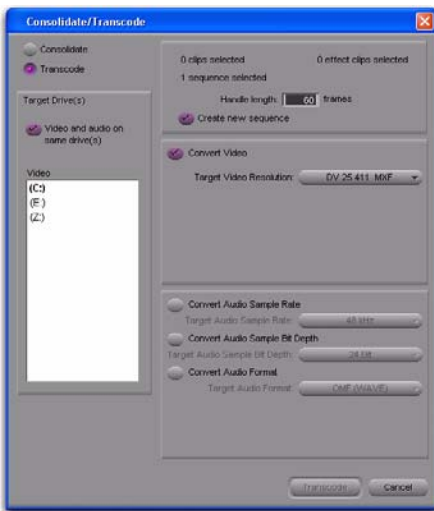 Consolidate/Transcode
Consolidate
Transcode
Target Drive(s)
Video and audio on
same drive(s)
Video
(C:)
(E:)
(Z:)
0 clips selected
0 effect clips selected
1 sequence selected
Handle length: 60 frames
Create new sequence
Convert Video
Target Video Resolution: DV 25 411 MXF
Convert Audio Sample Rate
Target Audio Sample Rate: 48 kHz
Convert Audio Sample Bit Depth
Target Audio Sample Bit Depth: 24 Bit
Convert Audio Format
Target Audio Format: OMF (WAVE)
Transcode
Cancel